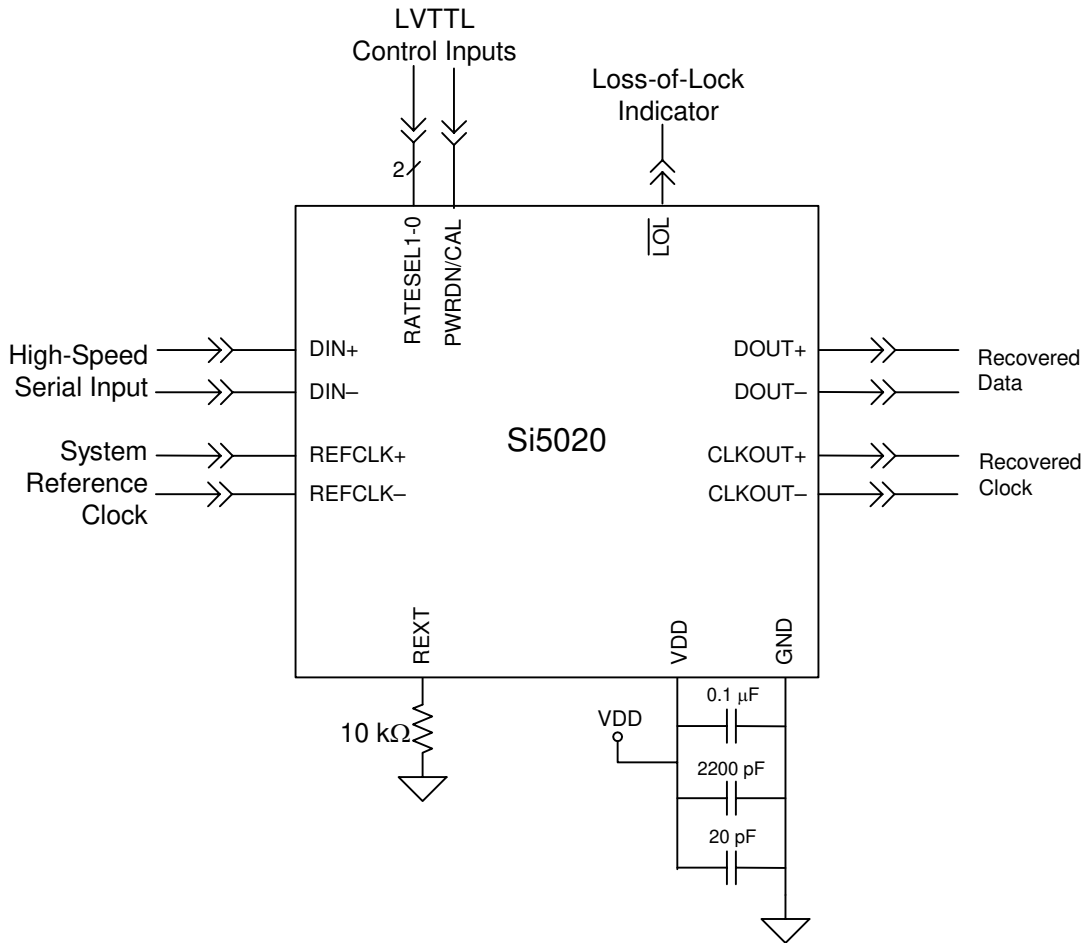 LVTTL
Control Inputs
Loss-of-Lock
Indicator
2
RATESEL1-0
PWRDN/CAL
LOL
High-Speed
Serial Input
DIN+
DIN–
DOUT+
DOUT–
Recovered
Data
System
Reference
Clock
REFCLK+
REFCLK–
Si5020
CLKOUT+
CLKOUT–
Recovered
Clock
REXT
VDD
GND
10 kΩ
VDD
0.1 μF
2200 pF
20 pF